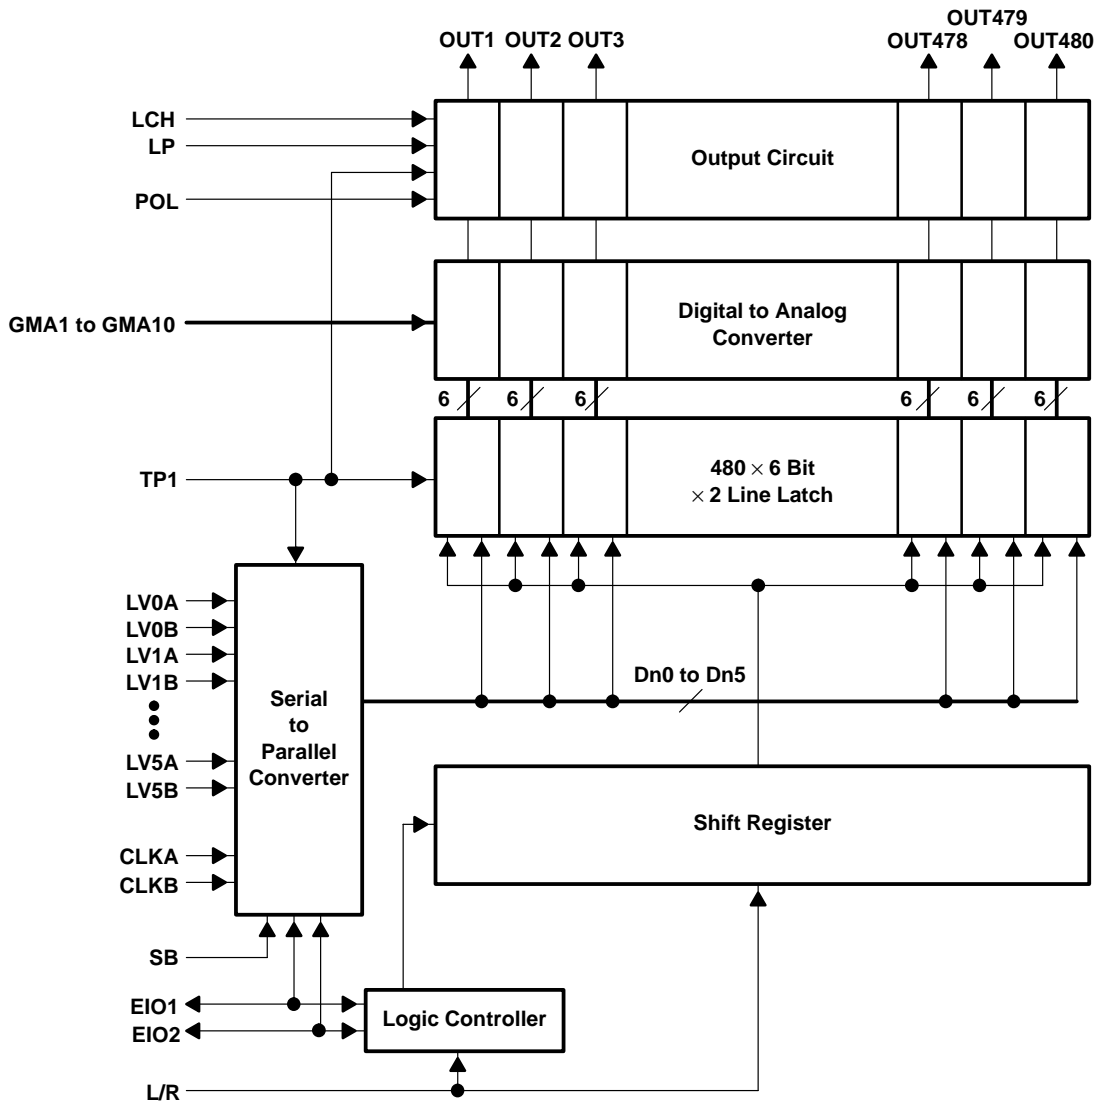 OUT479
OUT1 OUT2 OUT3 OUT478 OUT480
LCH
LP
POL
Output Circuit
GMA1 to GMA10
Digital to Analog
Converter
6 6 6 6 6 6
TP1
480 × 6 Bit
× 2 Line Latch
LV0A
LV0B
LV1A
LV1B
LV5A
LV5B
CLKA
CLKB
Serial
to
Parallel
Converter
Dn0 to Dn5
Shift Register
SB
EIO1
EIO2
Logic Controller
L/R